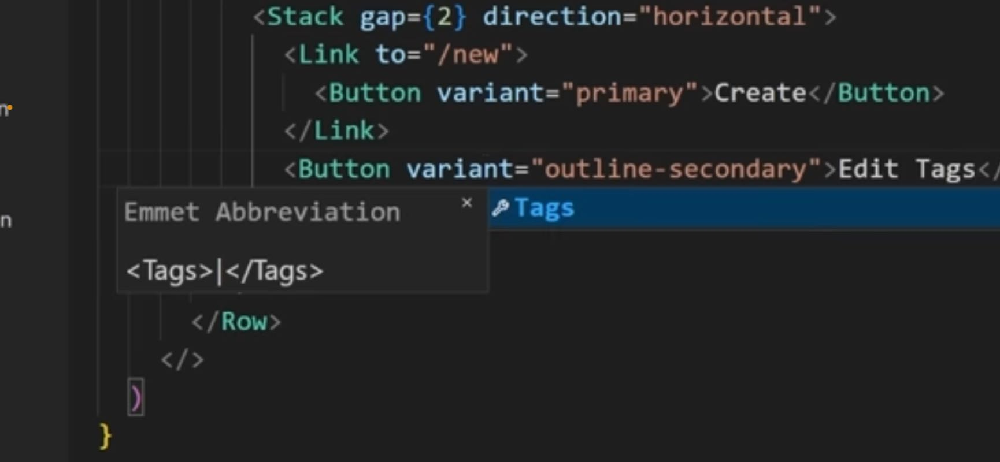 <Stack gap={2} direction="horizontal">
<Link to="/new">
<Button variant="primary">Create</Button>
</Link>
<Button variant="outline-secondary">Edit Tags</
Emmet Abbreviation ×
Tags
<Tags>|</Tags>
</Row>
</>
)
}
n
n